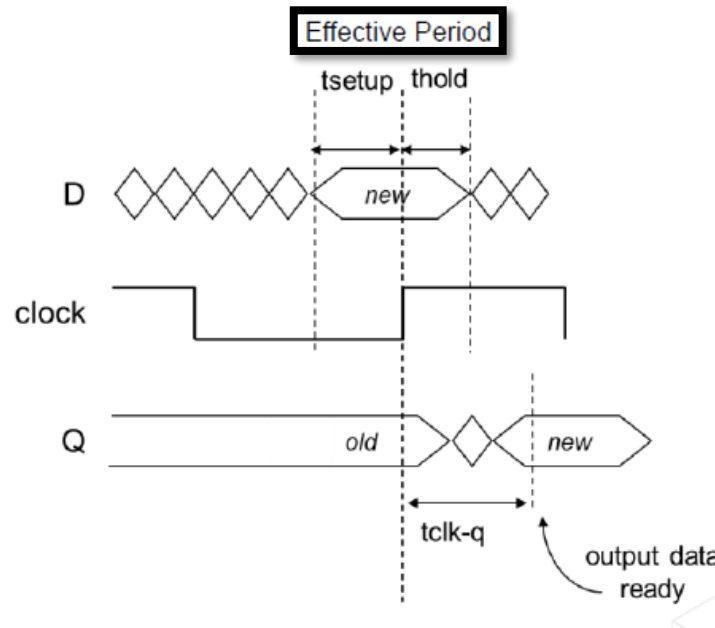 Effective Period
tsetup thold
D
new
clock
Q
old
new
tclk-q
output data
ready